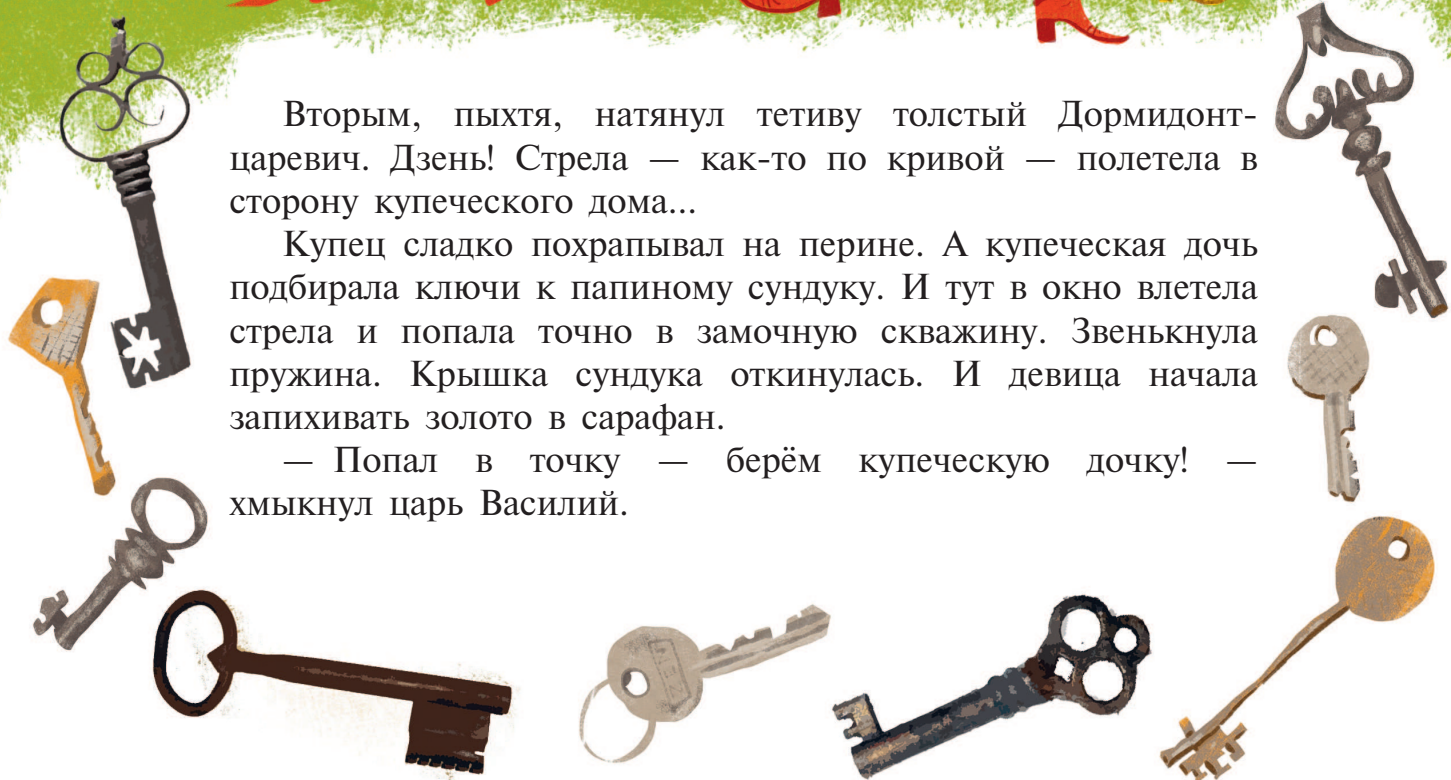 Вторым, пыхтя, натянул тетиву толстый Дормидонт-
царевич. Дзень! Стрела — как-то по кривой — полетела в
сторону купеческого дома...
Купец сладко похрапывал на перине. А купеческая дочь
подбирала ключи к папиному сундуку. И тут в окно влетела
стрела и попала точно в замочную скважину. Звенькнула
пружина. Крышка сундука откинулась. И девица начала
запихивать золото в сарафан.
— Попал в точку — берём купеческую дочку! —
хмыкнул царь Василий.